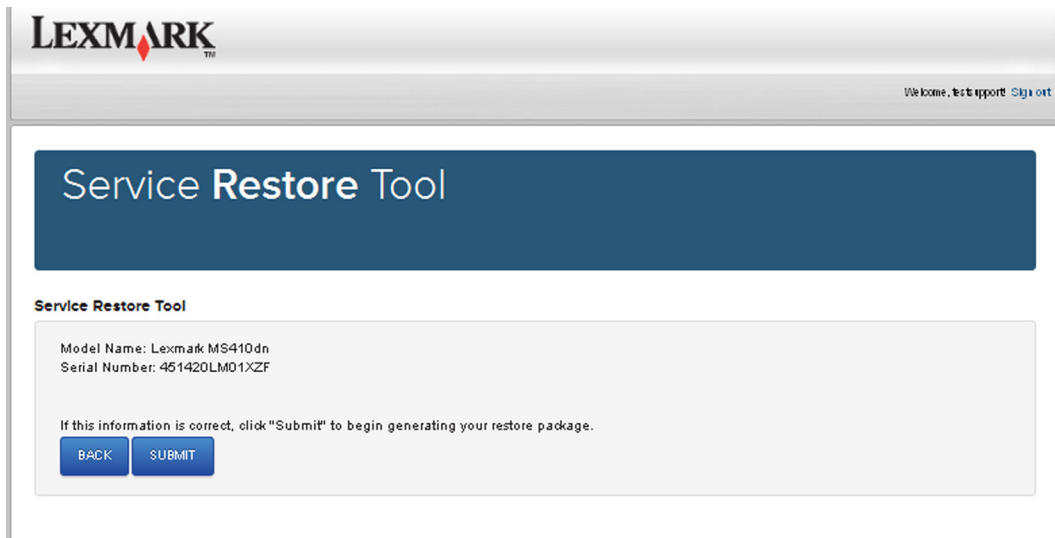 LEXMARK
TM
Welcome, testsupport! Sign out
Service Restore Tool
Service Restore Tool
Model Name: Lexmark MS410dn
Serial Number: 451420LM01XZF
If this information is correct, click "Submit" to begin generating your restore package.
BACK SUBMIT